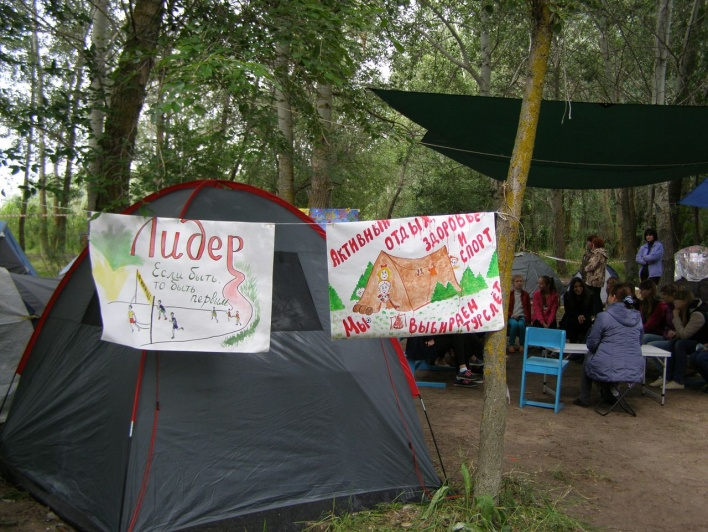 Лидер
Если быть,
то быть
первым
Активный
отдых
здоровье
и
спорт
Мы
выбираем
турслёт